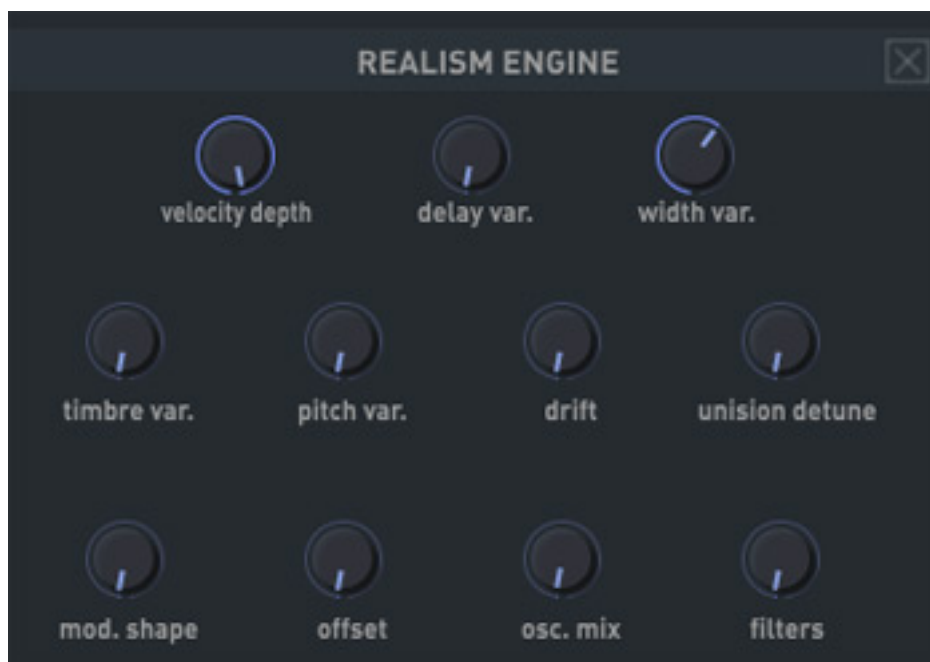 REALISM ENGINE
velocity depth delay var. width var.
timbre var. pitch var. drift unision detune
mod. shape offset osc. mix filters